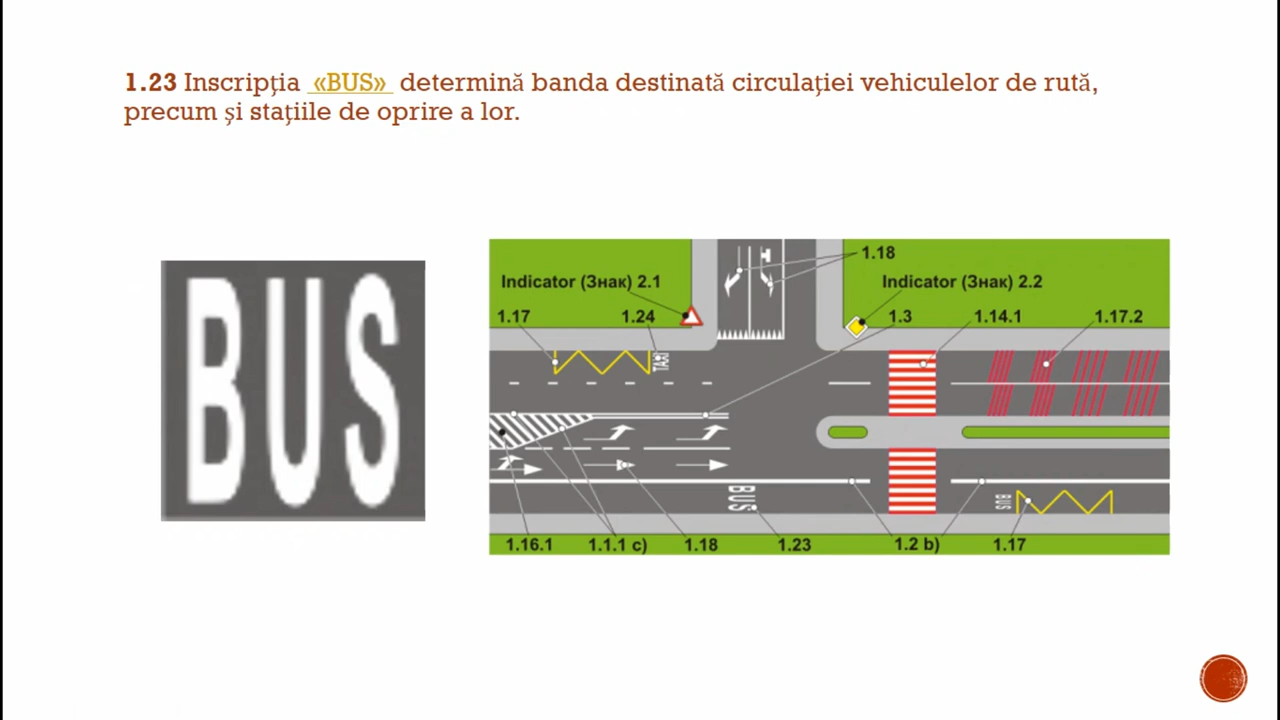 1.23 Inscripția «BUS» determină banda destinată circulației vehiculelor de rută,
precum și stațiile de oprire a lor.
BUS
1.18
Indicator (Знак) 2.1
Indicator (Знак) 2.2
1.17
1.24
1.3
1.14.1
1.17.2
TAXI
BUS
BUS
1.16.1
1.1.1 c)
1.18
1.23
1.2 b)
1.17